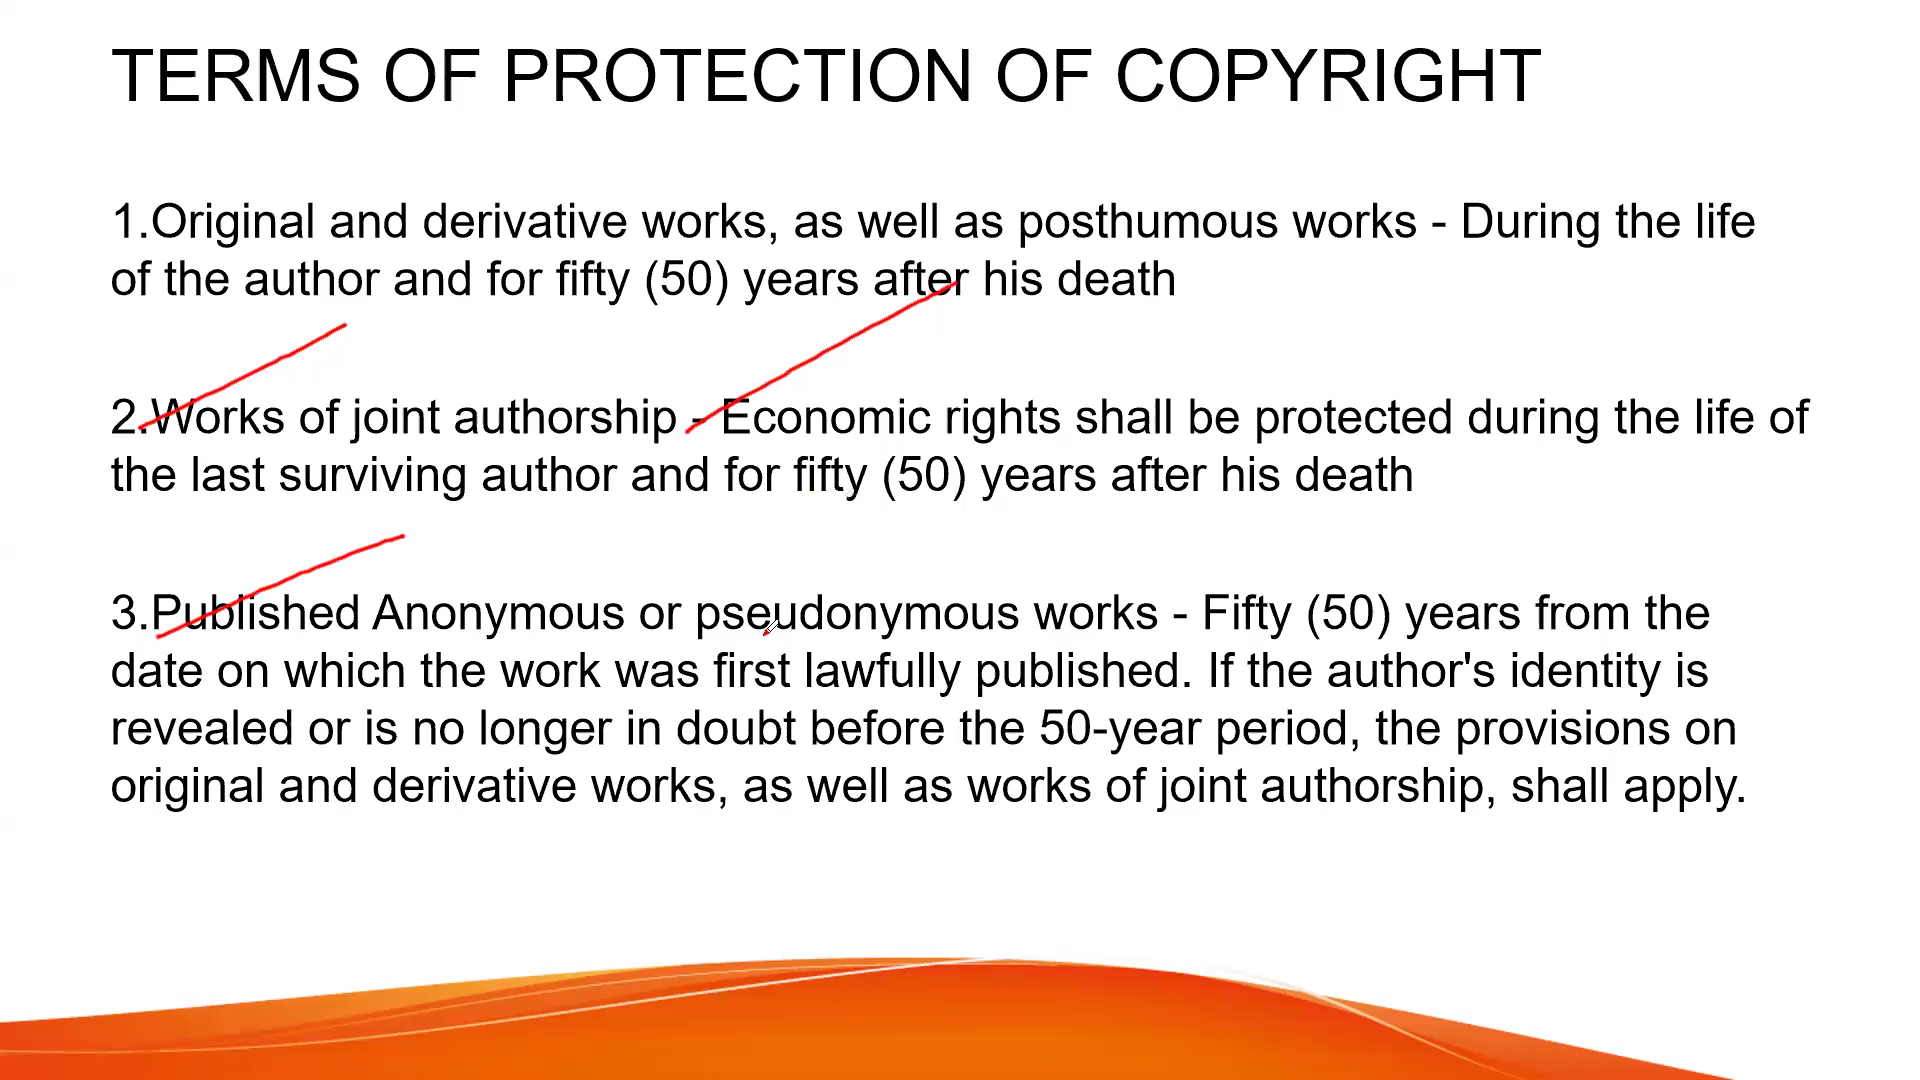 TERMS OF PROTECTION OF COPYRIGHT
1.Original and derivative works, as well as posthumous works - During the life
of the author and for fifty (50) years after his death
2.Works of joint authorship - Economic rights shall be protected during the life of
the last surviving author and for fifty (50) years after his death
3.Published Anonymous or pseudonymous works - Fifty (50) years from the
date on which the work was first lawfully published. If the author's identity is
revealed or is no longer in doubt before the 50-year period, the provisions on
original and derivative works, as well as works of joint authorship, shall apply.